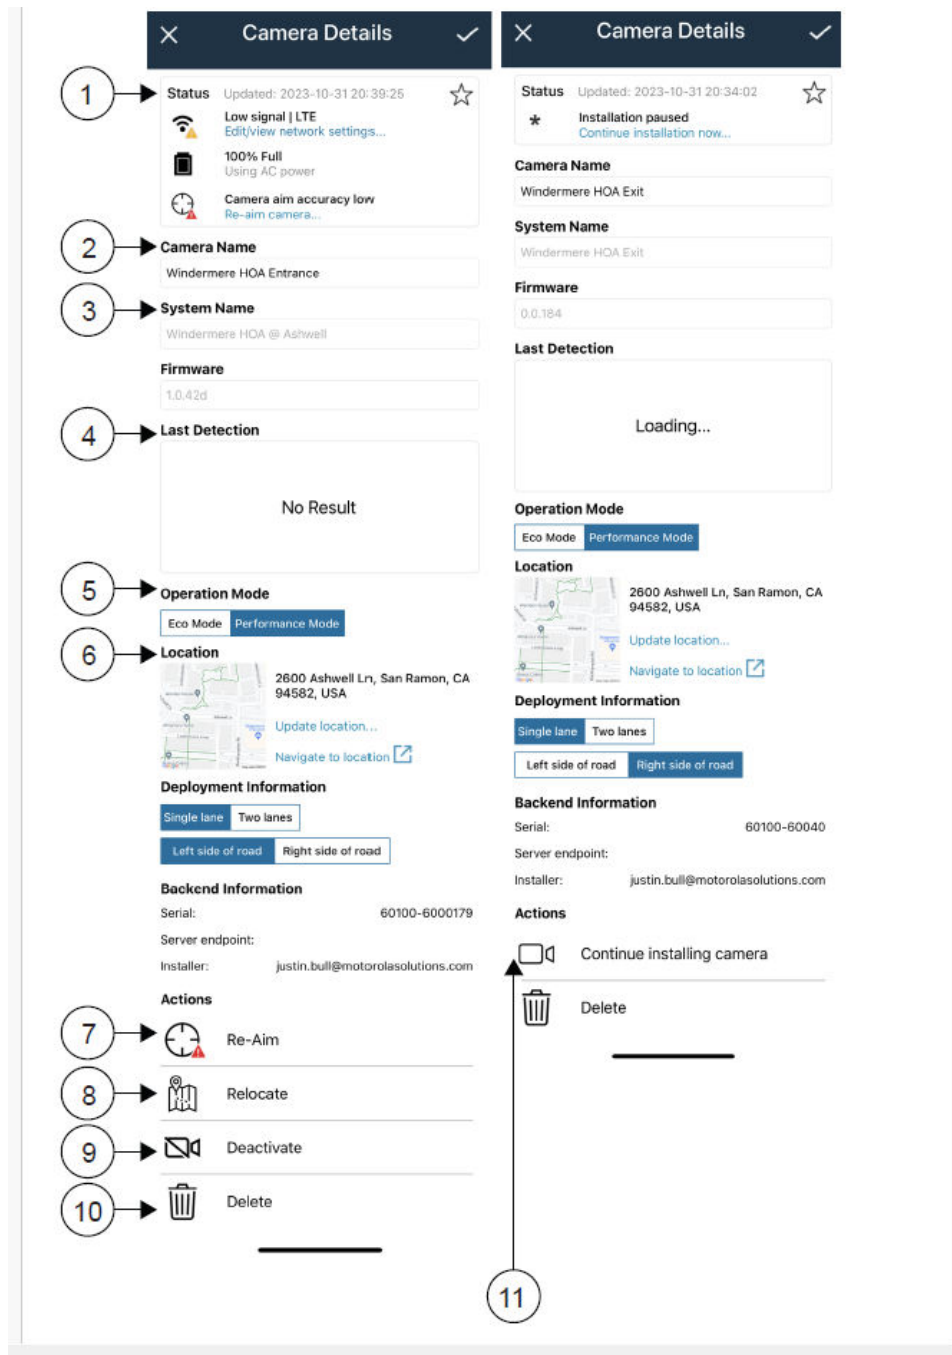 Camera Details
1
Status Updated: 2023-10-31 20:39:25
Low signal | LTE
Edit/view network settings...
100% Full
Using AC power
Camera aim accuracy low
Re-aim camera...
2
Camera Name
Windermere HOA Entrance
3
System Name
Windermere HOA @ Ashwell
Firmware
1.0.42d
4
Last Detection
No Result
5
Operation Mode
Eco Mode Performance Mode
6
Location
2600 Ashwell Ln, San Ramon, CA
94582, USA
Update location...
Navigate to location
Deployment Information
Single lane Two lanes
Left side of road Right side of road
Backend Information
Serial: 60100-6000179
Server endpoint:
Installer: justin.bull@motorolasolutions.com
Actions
7
Re-Aim
8
Relocate
9
Deactivate
10
Delete
Camera Details
Status Updated: 2023-10-31 20:34:02
* Installation paused
Continue installation now...
Camera Name
Windermere HOA Exit
System Name
Windermere HOA Exit
Firmware
0.0.184
Last Detection
Loading...
Operation Mode
Eco Mode Performance Mode
Location
2600 Ashwell Ln, San Ramon, CA
94582, USA
Update location...
Navigate to location
Deployment Information
Single lane Two lanes
Left side of road Right side of road
Backend Information
Serial: 60100-60040
Server endpoint:
Installer: justin.bull@motorolasolutions.com
Actions
Continue installing camera
Delete
11